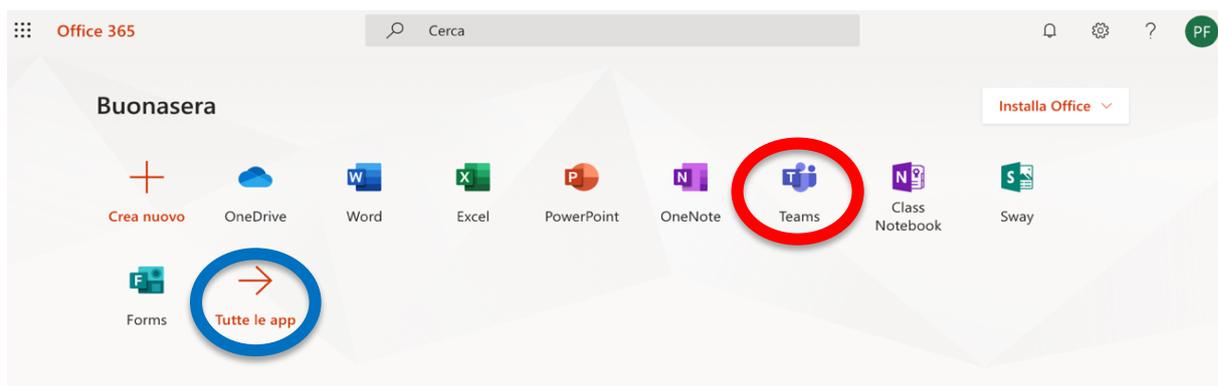 Office 365
Cerca
?
PF
Buonasera
Installa Office
Crea nuovo
OneDrive
W
Word
X
Excel
P
PowerPoint
N
OneNote
T
Teams
N
Class
Notebook
S
Sway
F
Forms
Tutte le app